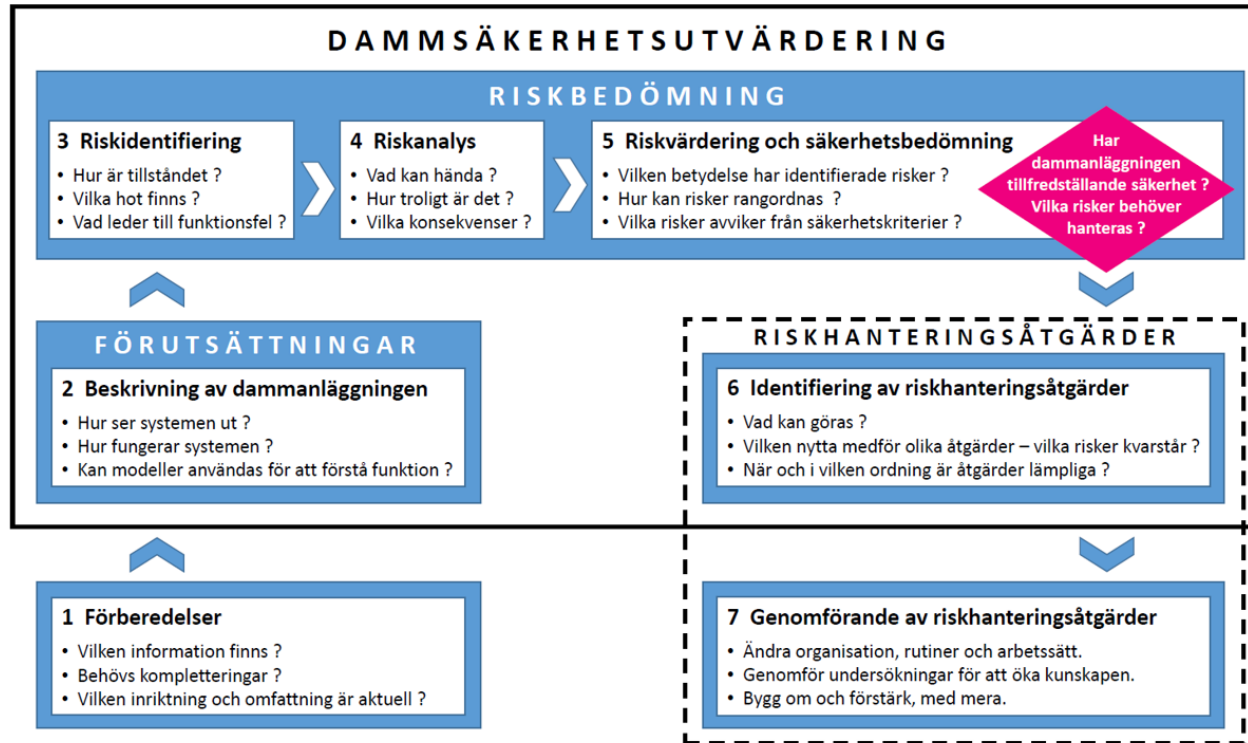 DAMMSÄKERHETSUTVÄRDERING
RISKBEDÖMNING
3 Riskidentifiering
• Hur är tillståndet ?
• Vilka hot finns ?
• Vad leder till funktionsfel ?
4 Riskanalys
• Vad kan hända ?
• Hur troligt är det ?
• Vilka konsekvenser ?
5 Riskvärdering och säkerhetsbedömning
• Vilken betydelse har identifierade risker ?
• Hur kan risker rangordnas ?
• Vilka risker avviker från säkerhetskriterier ?
Har
dammanläggningen
tillfredställande säkerhet ?
Vilka risker behöver
hanteras ?
FÖRUTSÄTTNINGAR
2 Beskrivning av dammanläggningen
• Hur ser systemen ut ?
• Hur fungerar systemen ?
• Kan modeller användas för att förstå funktion ?
RISKHANTERINGSÅTGÄRDER
6 Identifiering av riskhanteringsåtgärder
• Vad kan göras ?
• Vilken nytta medför olika åtgärder – vilka risker kvarstår ?
• När och i vilken ordning är åtgärder lämpliga ?
1 Förberedelser
• Vilken information finns ?
• Behövs kompletteringar ?
• Vilken inriktning och omfattning är aktuell ?
7 Genomförande av riskhanteringsåtgärder
• Ändra organisation, rutiner och arbetssätt.
• Genomför undersökningar för att öka kunskapen.
• Bygg om och förstärk, med mera.